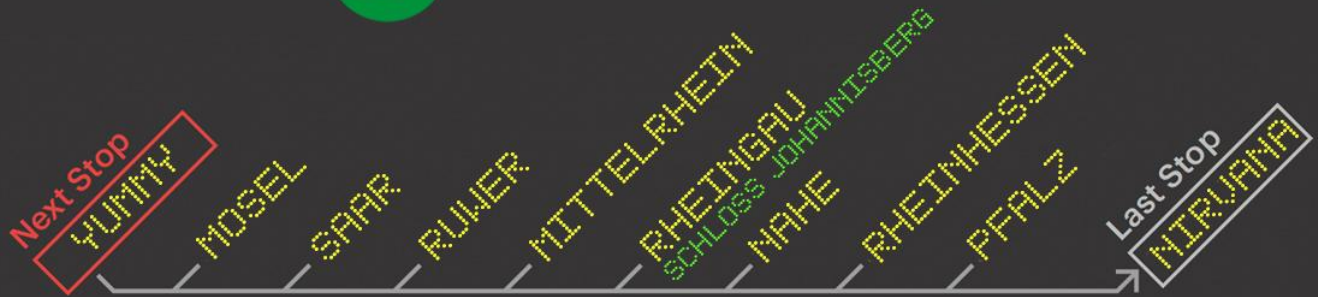 Next Stop
YUMMY
MOSEL
SAAR
RUWER
MITTELRHEIN
RHEINGAU
SCHLOSS JOHANNISBERG
NAHE
RHEINHESSEN
PFALZ
Last Stop
NIRVANA